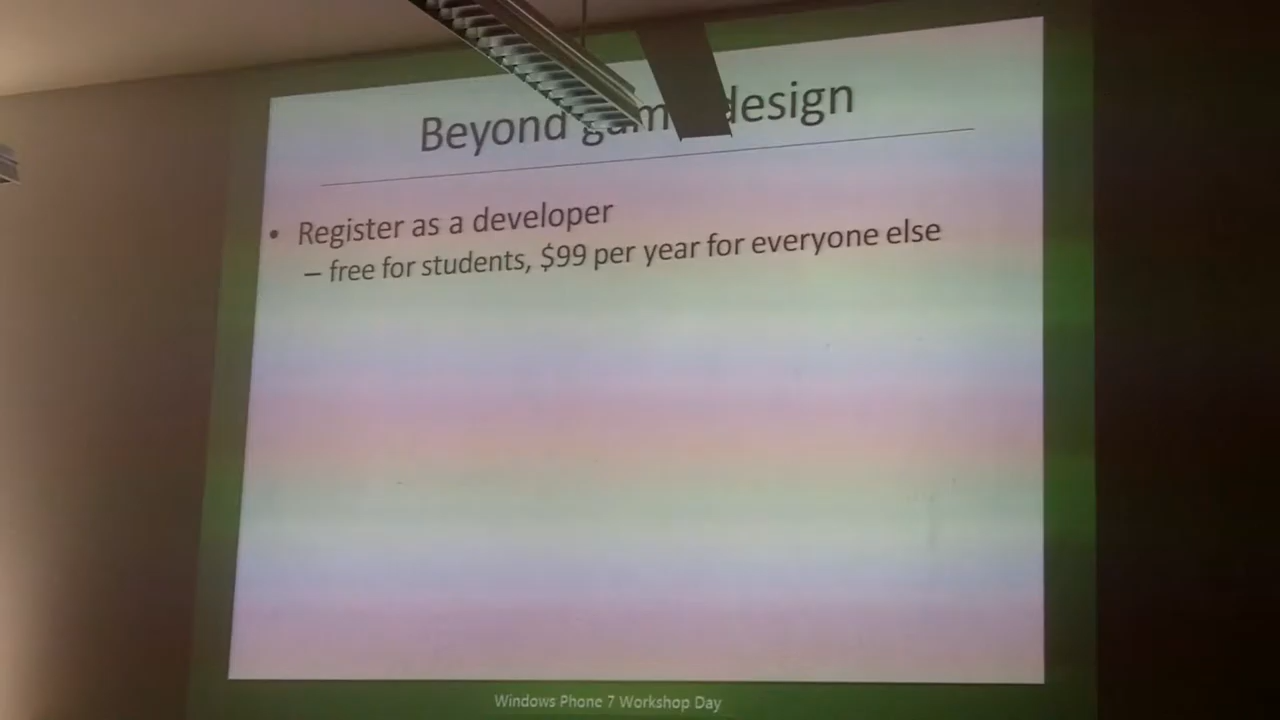 Beyond game design
• Register as a developer
– free for students, $99 per year for everyone else
Windows Phone 7 Workshop Day